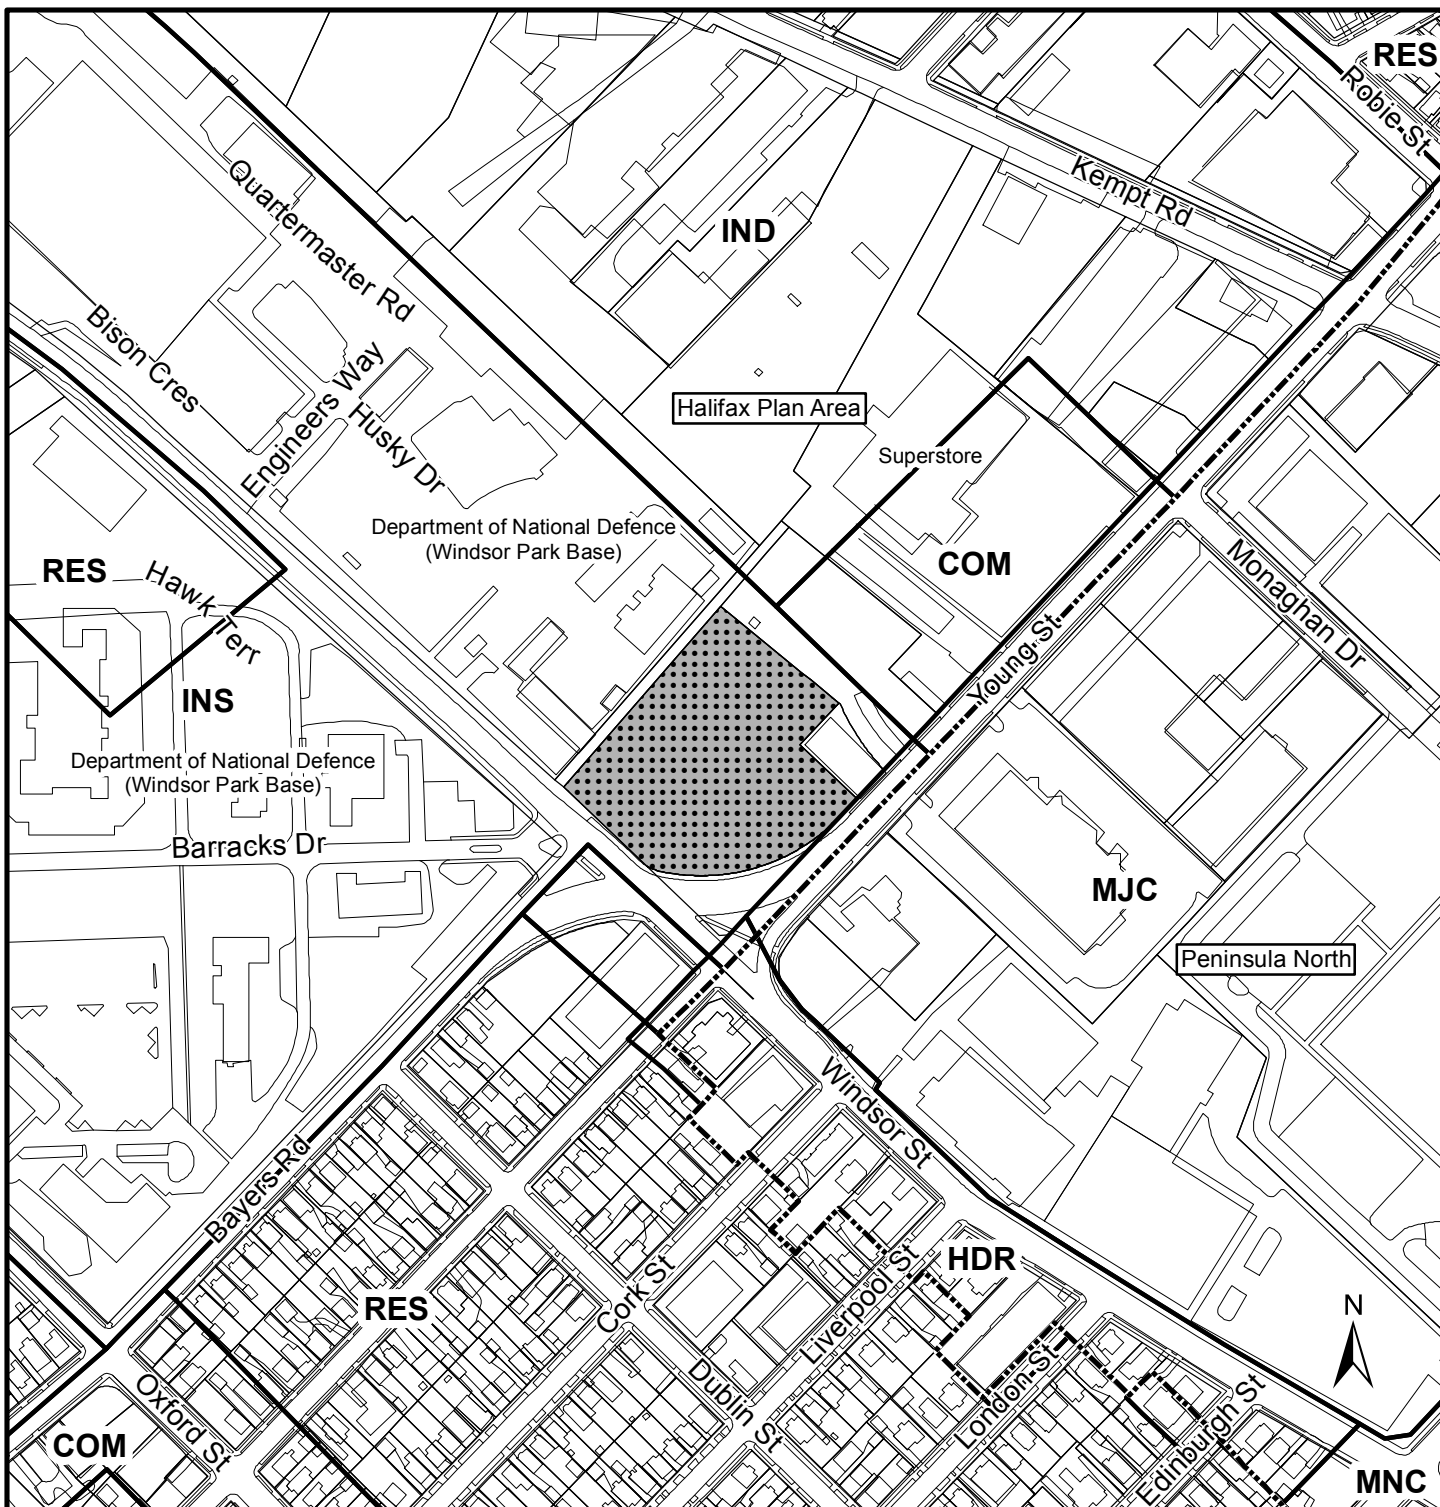 RES
Robie St
Kempt Rd
Quartermaster Rd
IND
Bison Cres
Engineers Way
Husky Dr
Halifax Plan Area
Superstore
Department of National Defence
(Windsor Park Base)
COM
RES
Hawk Terr
Monaghan Dr
Young St
INS
Department of National Defence
(Windsor Park Base)
Barracks Dr
MJC
Peninsula North
Windsor St
Bayers Rd
HDR
Cork St
Liverpool St
RES
N
London St
Dublin St
Edinburgh St
Oxford St
COM
MNC